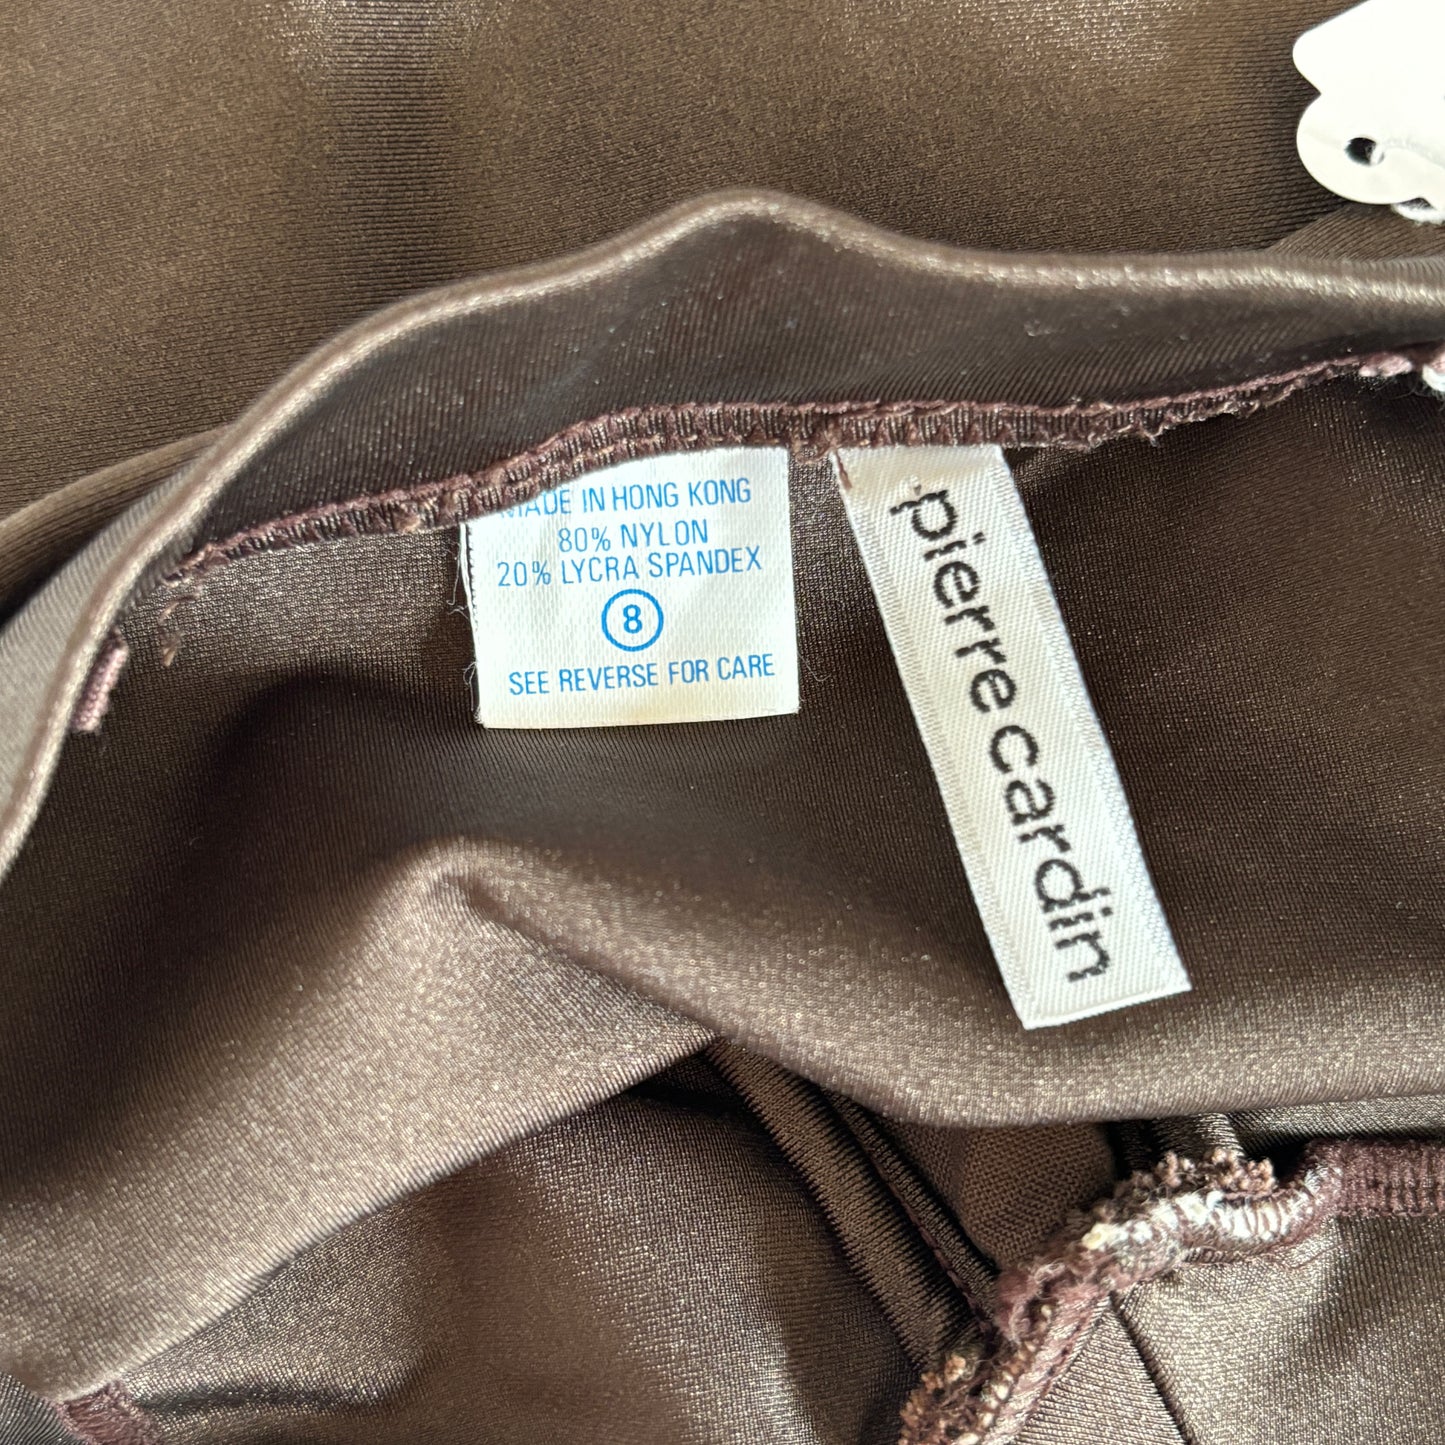 MADE IN HONG KONG
80% NYLON
20% LYCRA SPANDEX
8
SEE REVERSE FOR CARE
pierre cardin